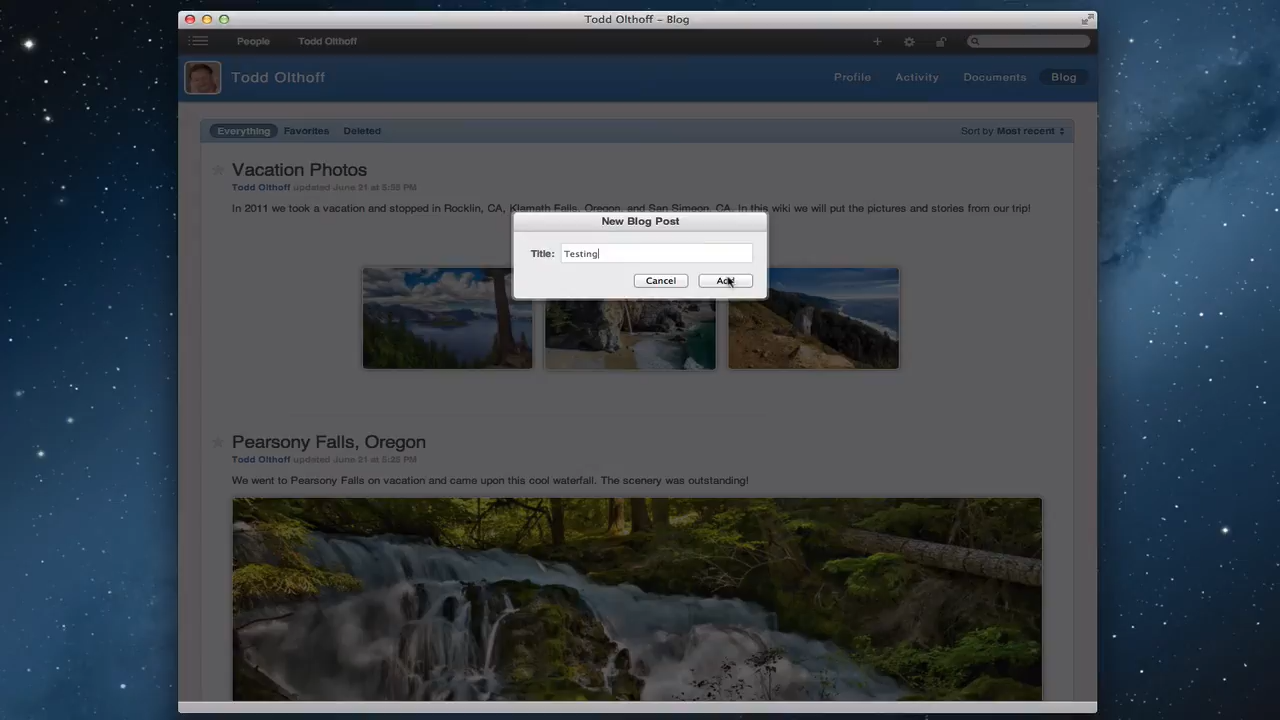 Todd Olthoff – Blog
People Todd Olthoff
Todd Olthoff
Profile Activity Documents Blog
Everything Favorites Deleted
Sort by Most recent
Vacation Photos
Todd Olthoff updated June 21 at 5:55 PM
In 2011 we took a vacation and stopped in Rocklin, CA, Klamath Falls, Oregon, and San Simeon, CA. In this wiki we will put the pictures and stories from our trip!
New Blog Post
Title: Testing
Cancel Add
Pearsony Falls, Oregon
Todd Olthoff updated June 21 at 5:23 PM
We went to Pearsony Falls on vacation and came upon this cool waterfall. The scenery was outstanding!